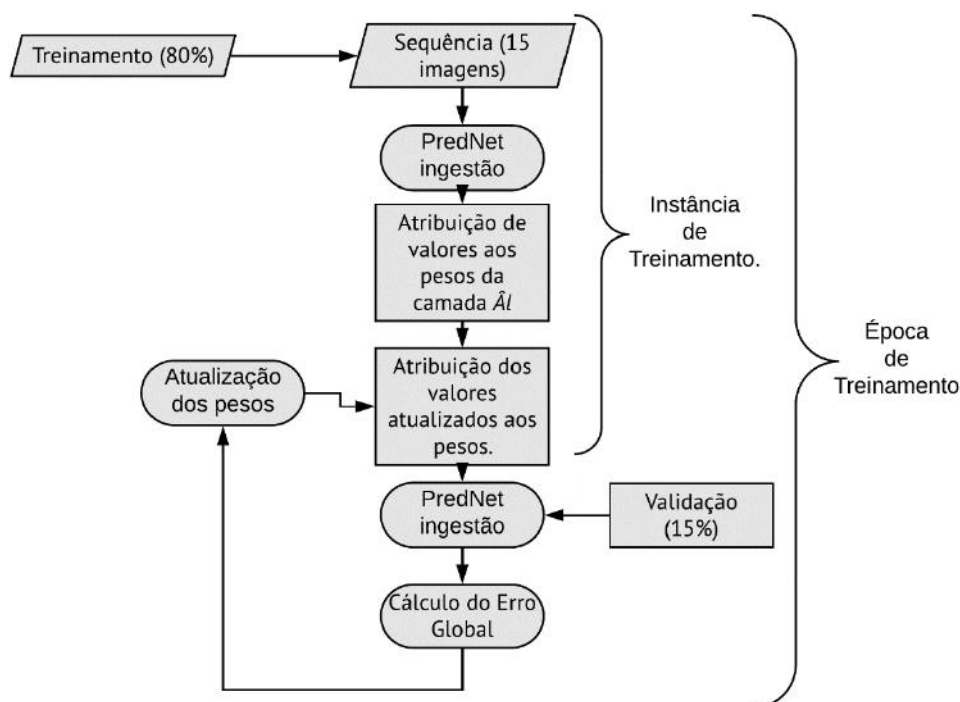 Treinamento (80%)
Sequência (15
imagens)
PredNet
ingestão
Atribuição de
valores aos
pesos da
camada Âl
Instância
de
Treinamento.
Época
de
Treinamento
Atualização
dos pesos
Atribuição dos
valores
atualizados aos
pesos.
PredNet
ingestão
Validação
(15%)
Cálculo do Erro
Global